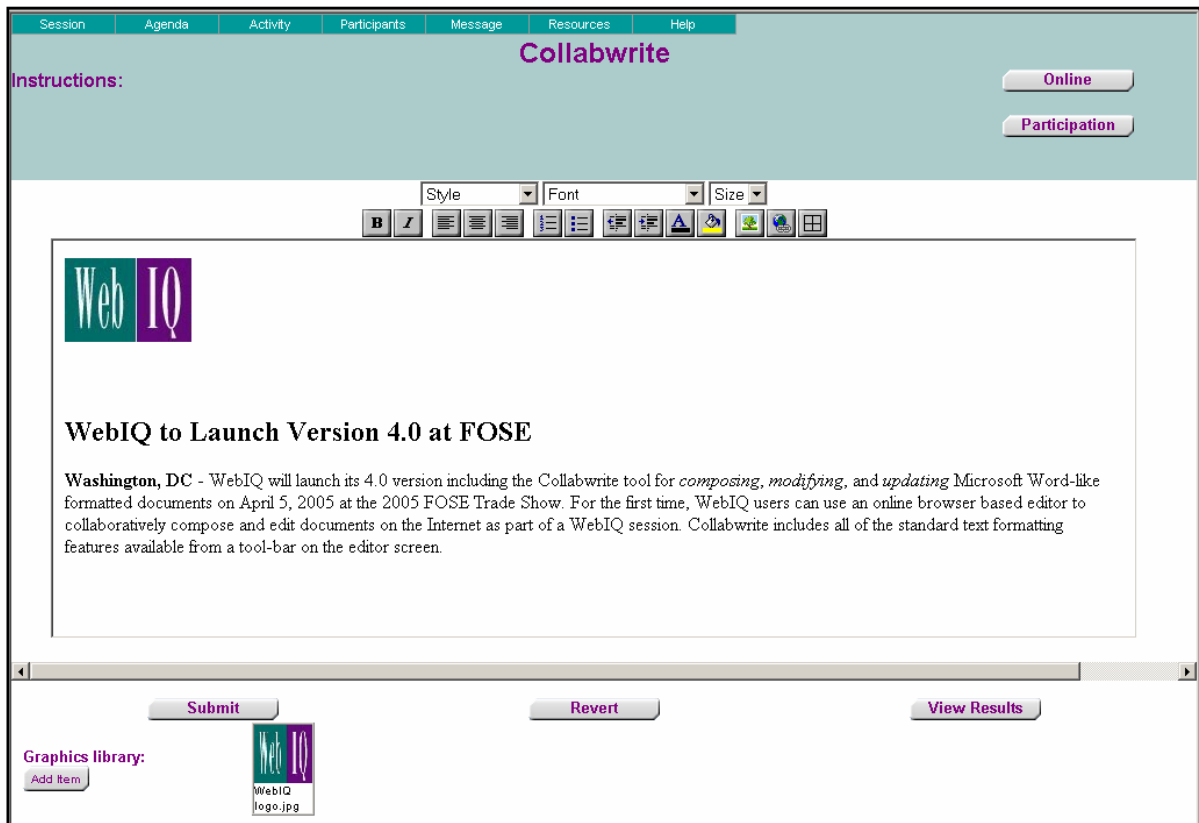 Session Agenda Activity Participants Message Resources Help
Collabwrite
Instructions:
Online
Participation
Style Font Size
B I A
Web IQ
WebIQ to Launch Version 4.0 at FOSE
Washington, DC - WebIQ will launch its 4.0 version including the Collabwrite tool for composing, modifying, and updating Microsoft Word-like
formatted documents on April 5, 2005 at the 2005 FOSE Trade Show. For the first time, WebIQ users can use an online browser based editor to
collaboratively compose and edit documents on the Internet as part of a WebIQ session. Collabwrite includes all of the standard text formatting
features available from a tool-bar on the editor screen.
Submit Revert View Results
Graphics library:
Add Item
Web IQ
WebIQ
logo.jpg